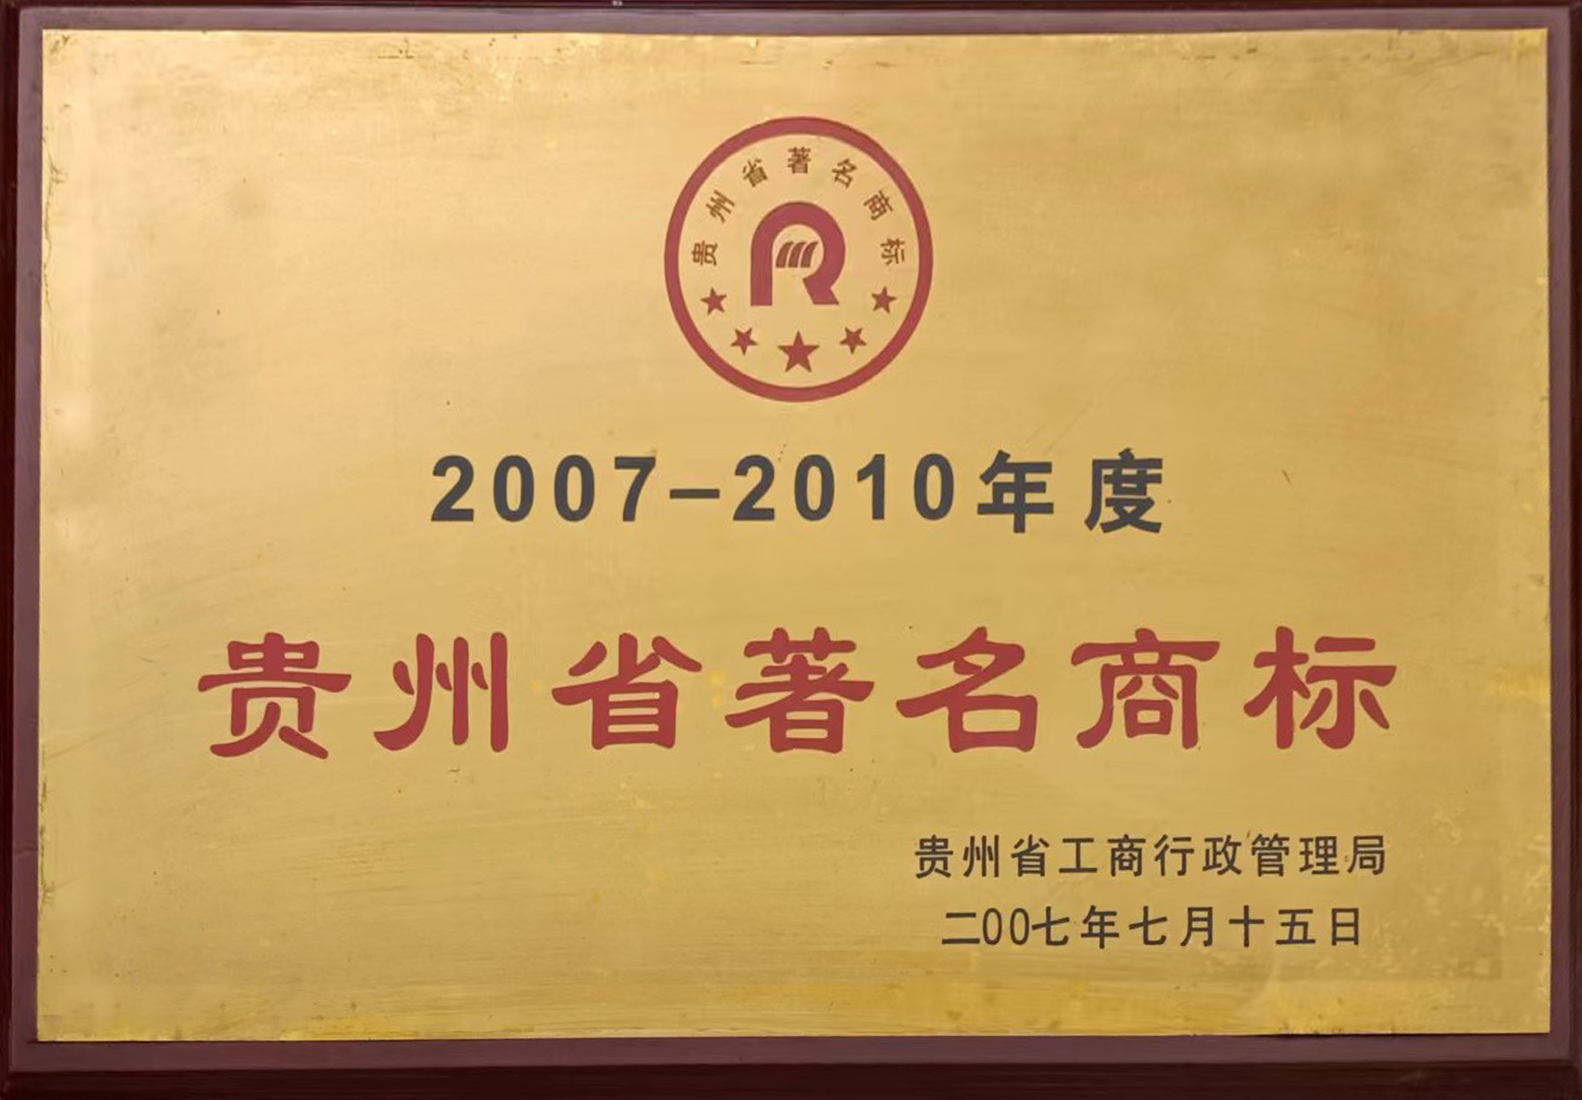 贵州省著名商标
R
2007-2010年度
贵州省著名商标
贵州省工商行政管理局
二00七年七月十五日